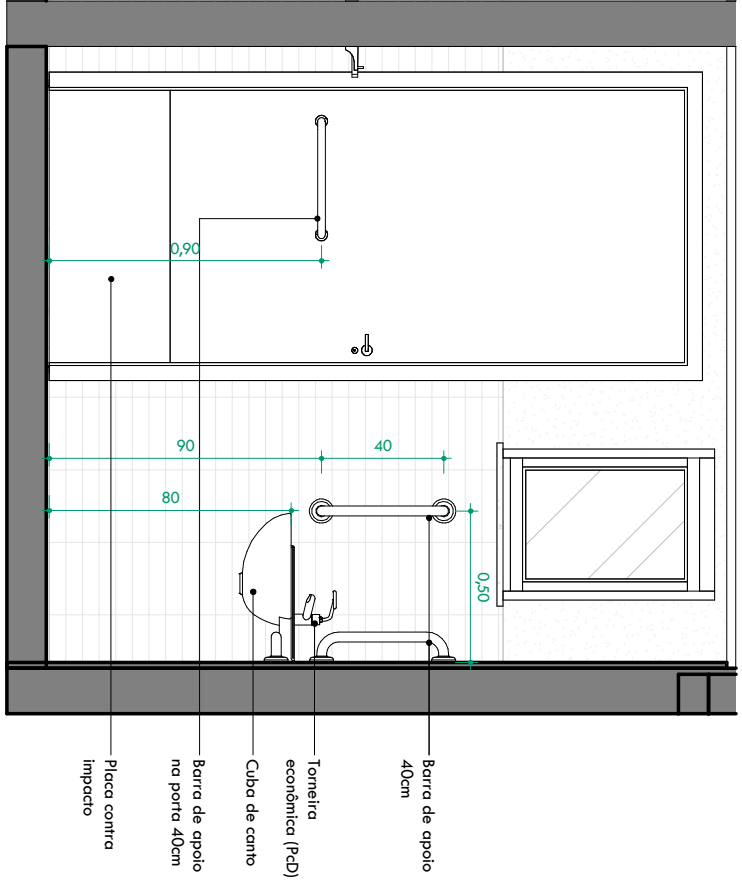 0,90
90
40
80
0,50
Barra de apoio
40cm
Torneira
econômica (PcD)
Cuba de canto
Barra de apoio
na porta 40cm
Placa contra
impacto